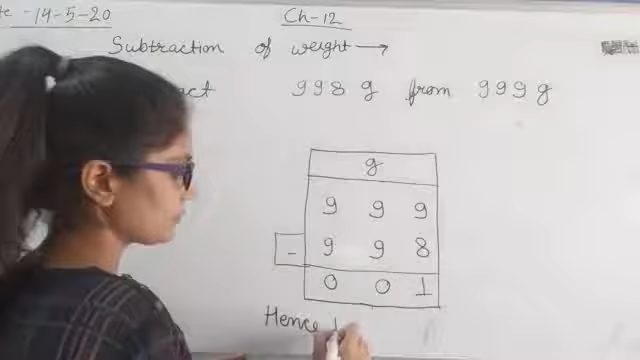 -14-5-20 Ch-12
Subtraction of weight →
998 g from 999 g
g
9 9 9
- 9 9 8
0 0 1
Hence